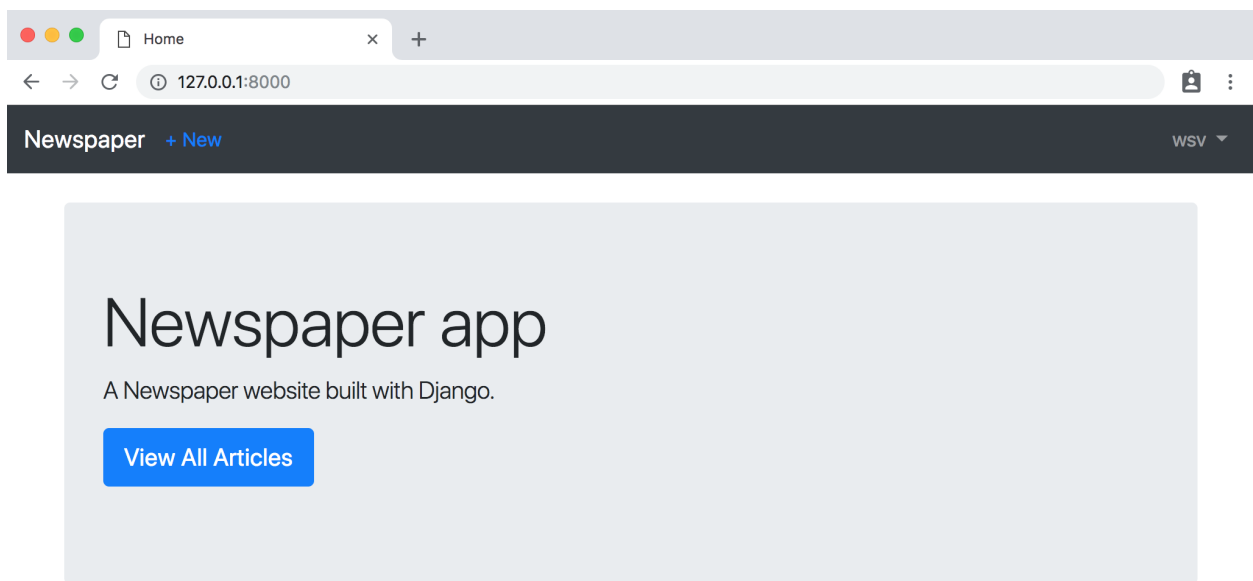 Home
127.0.0.1:8000
Newspaper + New wsv
Newspaper app
A Newspaper website built with Django.
View All Articles